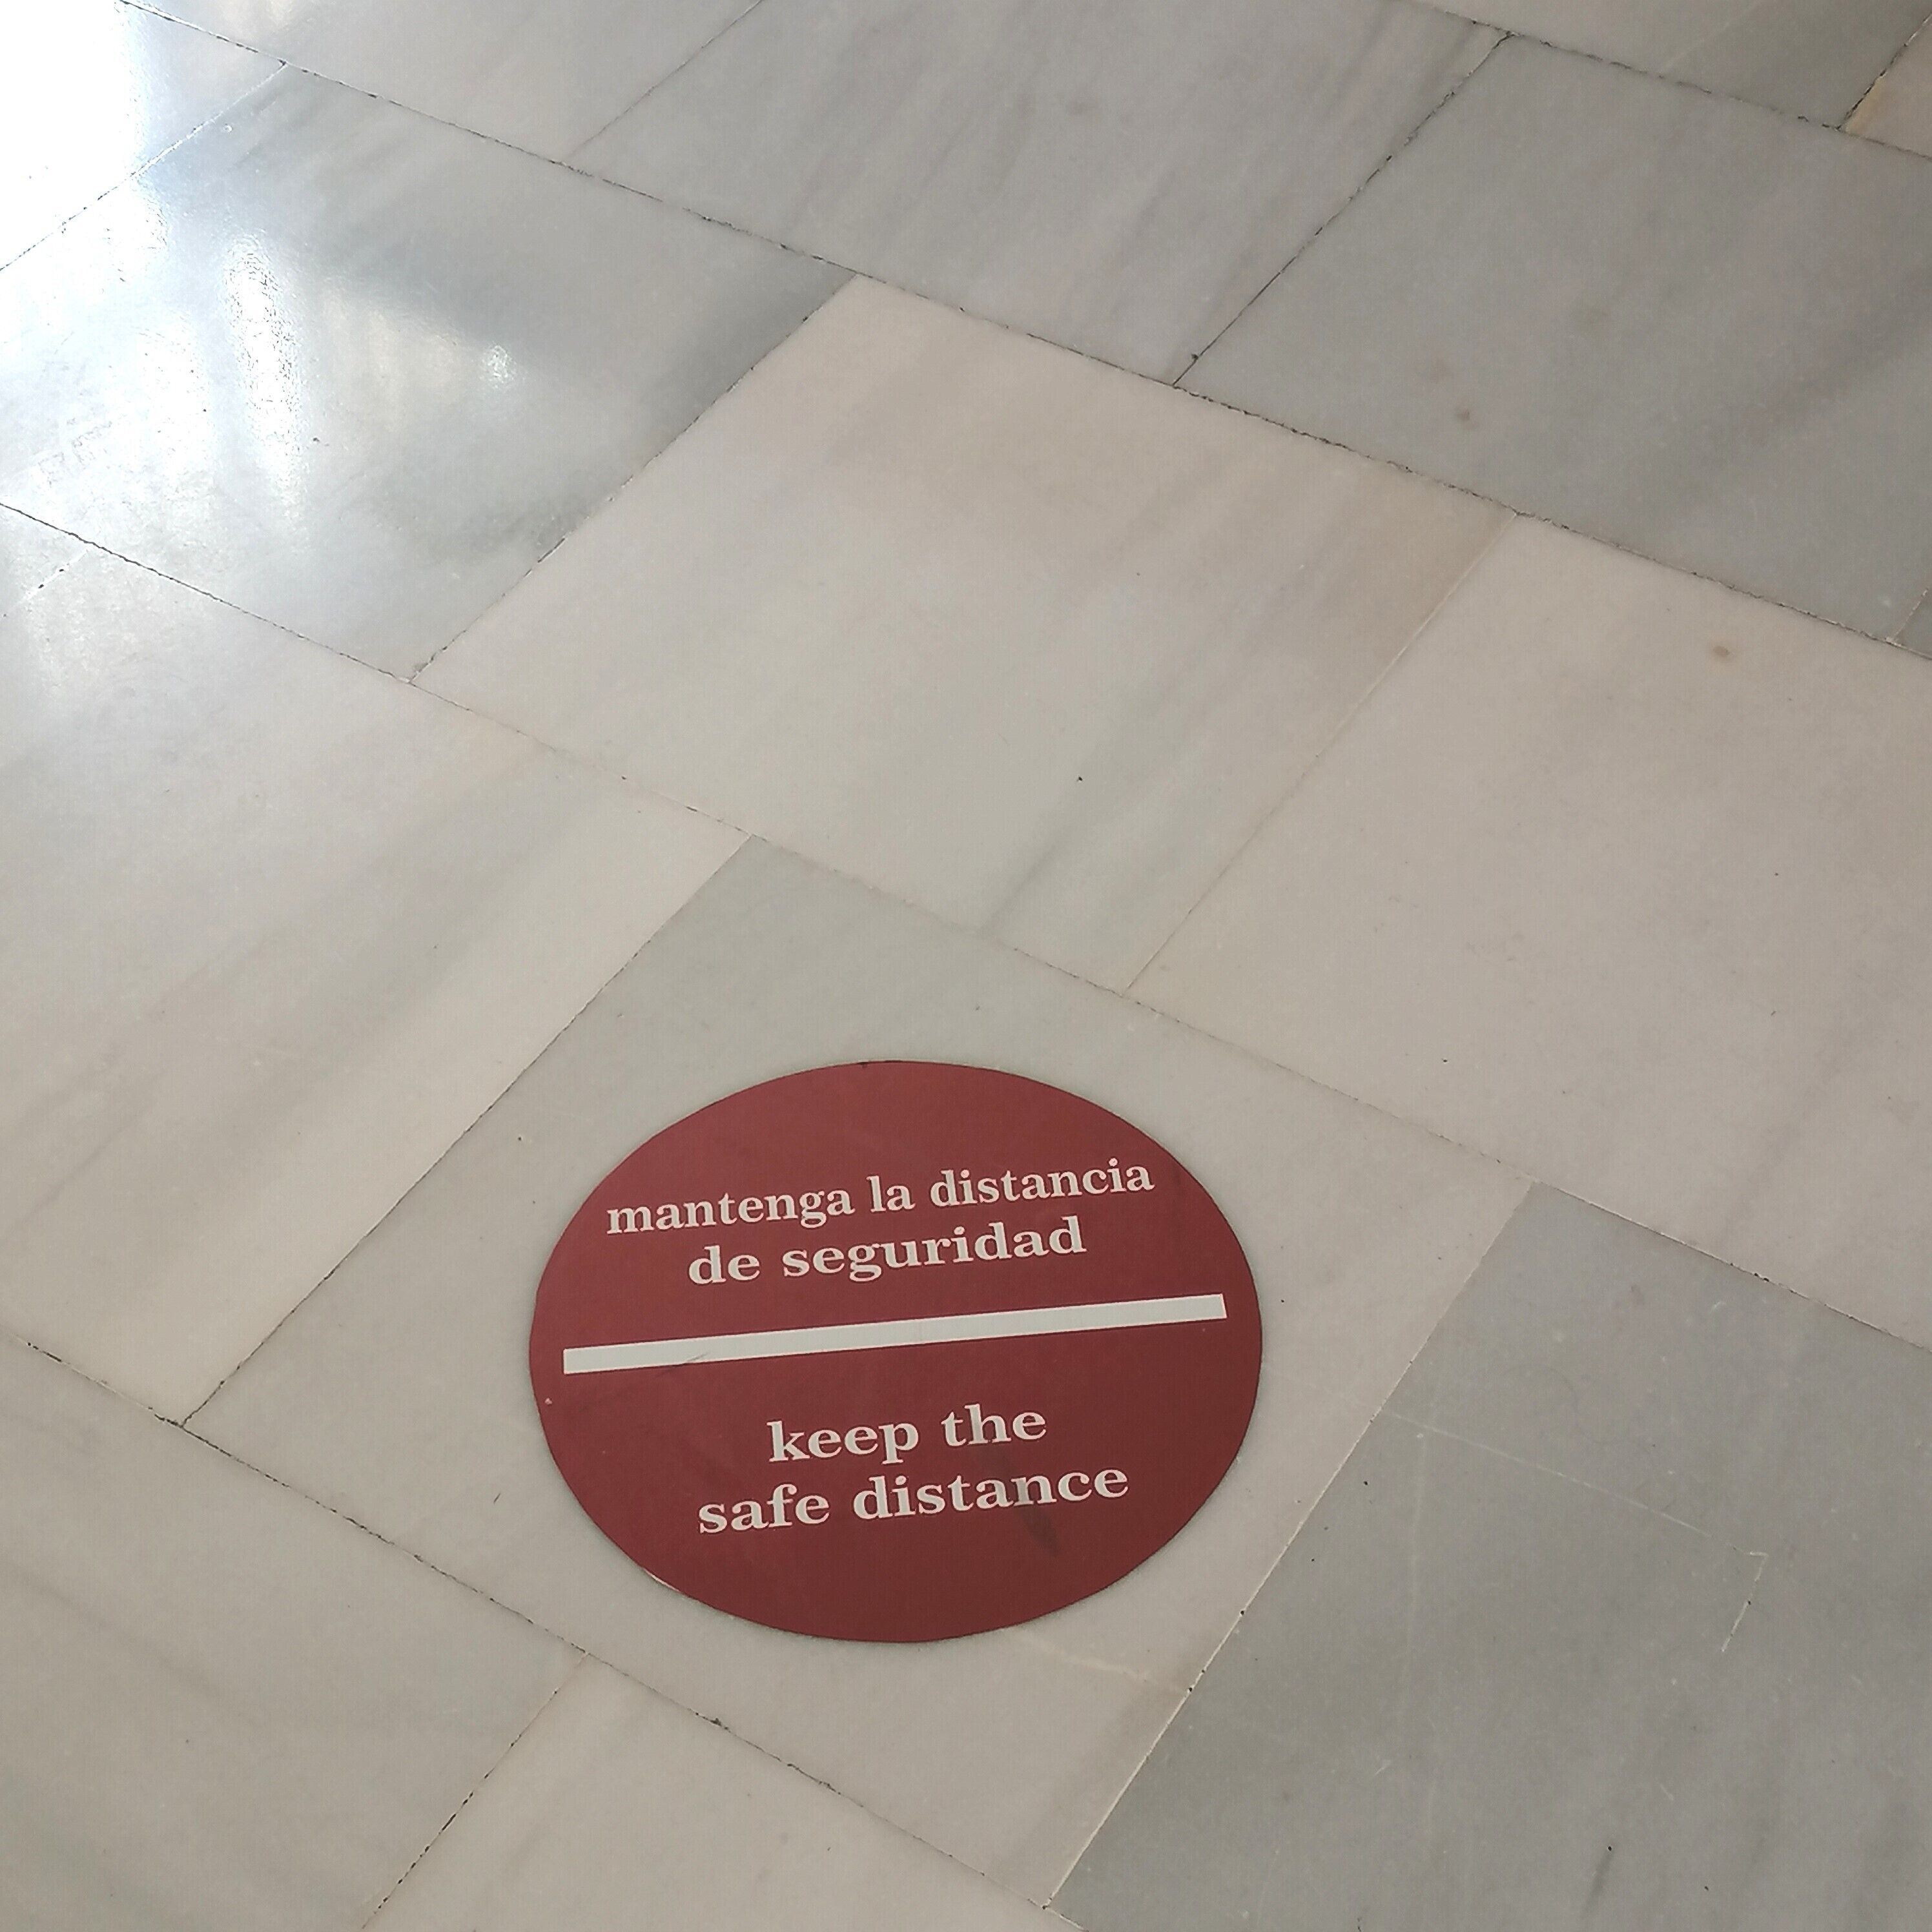 mantenga la distancia
de seguridad
keep the
safe distance